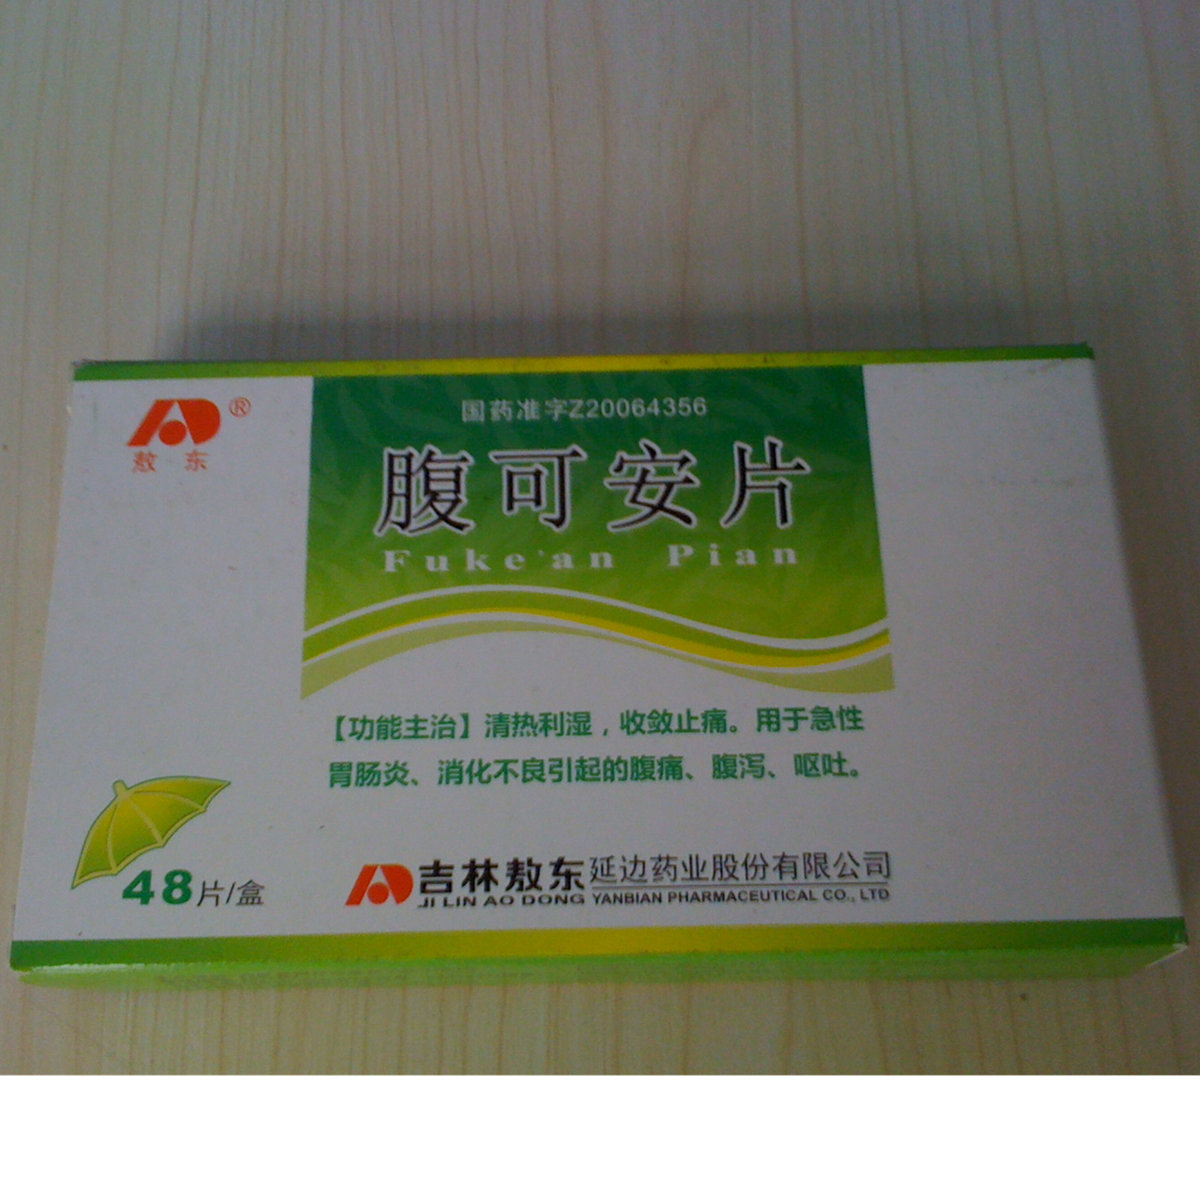 ®
敖东
国药准字Z20064356
腹可安片
Fuke'an Pian
【功能主治】清热利湿，收敛止痛。用于急性
胃肠炎、消化不良引起的腹痛、腹泻、呕吐。
48片/盒
吉林敖东延边药业股份有限公司
JI LIN AO DONG YANBIAN PHARMACEUTICAL CO., LTD